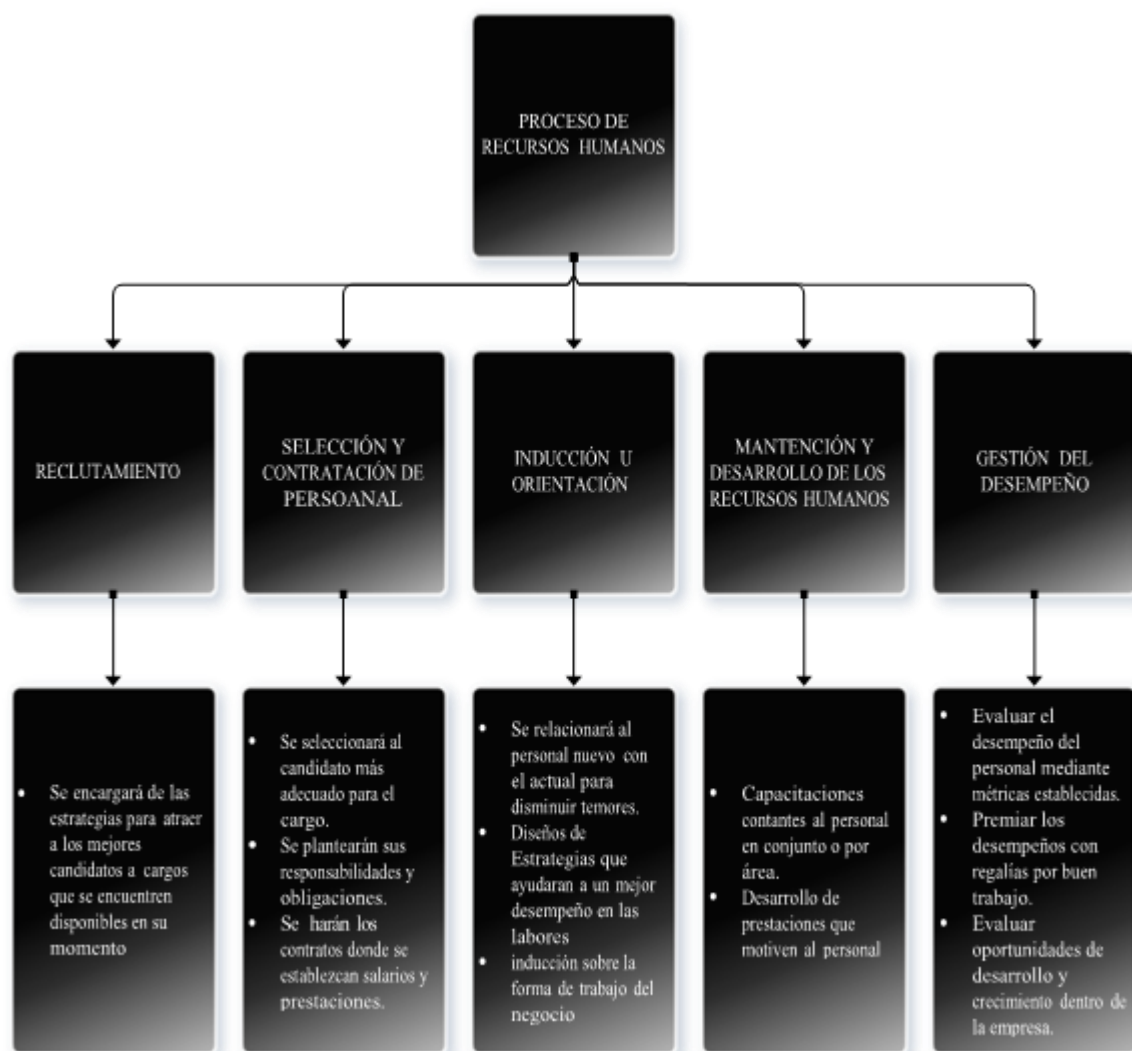 PROCESO DE
RECURSOS HUMANOS
RECLUTAMIENTO
SELECCIÓN Y
CONTRATACIÓN DE
PERSOANAL
INDUCCIÓN U
ORIENTACIÓN
MANTENCIÓN Y
DESARROLLO DE LOS
RECURSOS HUMANOS
GESTIÓN DEL
DESEMPEÑO
• Se encargará de las
estrategias para atraer
a los mejores
candidatos a cargos
que se encuentren
disponibles en su
momento
• Se seleccionará al
candidato más
adecuado para el
cargo.
• Se plantearán sus
responsabilidades y
obligaciones.
• Se harán los
contratos donde se
establezcan salarios y
prestaciones.
• Se relacionará al
personal nuevo con
el actual para
disminuir temores.
• Diseños de
Estrategias que
ayudaran a un mejor
desempeño en las
labores
• inducción sobre la
forma de trabajo del
negocio
• Capacitaciones
contantes al personal
en conjunto o por
área.
• Desarrollo de
prestaciones que
motiven al personal
• Evaluar el
desempeño del
personal mediante
métricas establecidas.
• Premiar los
desempeños con
regalías por buen
trabajo.
• Evaluar
oportunidades de
desarrollo y
crecimiento dentro de
la empresa.